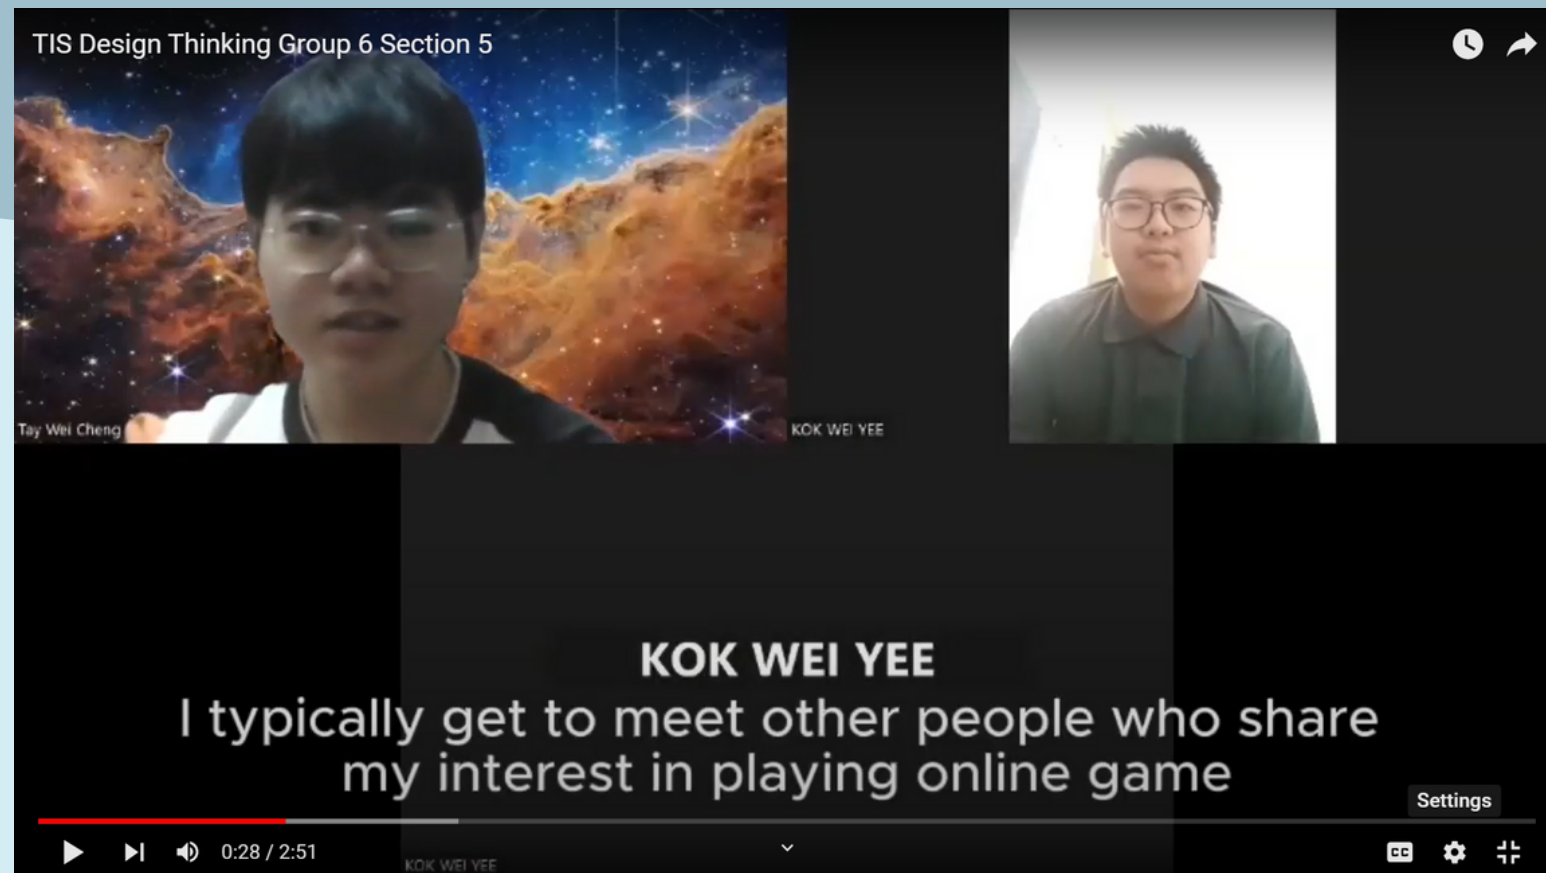 TIS Design Thinking Group 6 Section 5
Tay Wei Cheng
KOK WEI YEE
KOK WEI YEE
I typically get to meet other people who share
my interest in playing online game
Settings
0:28 / 2:51
CC
KOK WEI YEE